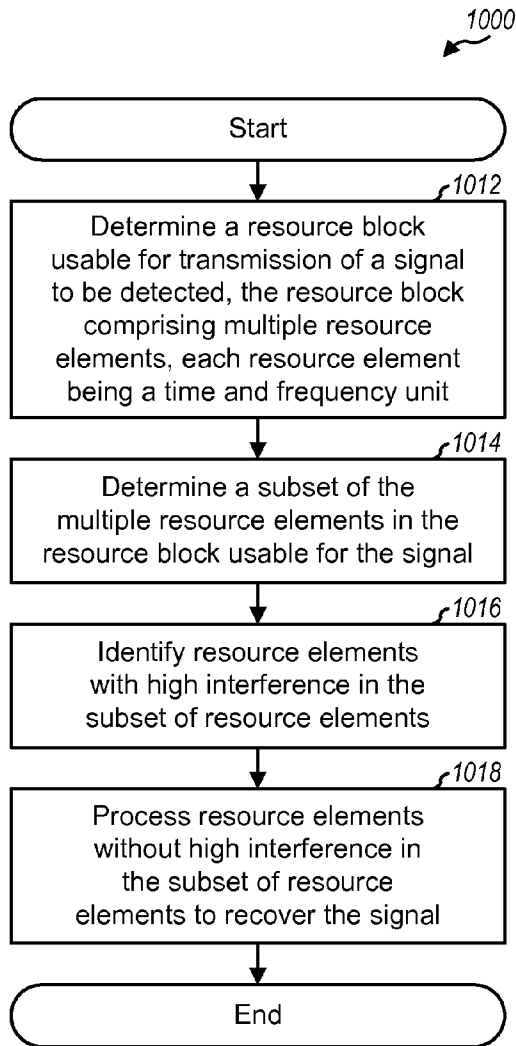 1000
Start
1012
Determine a resource block
usable for transmission of a signal
to be detected, the resource block
comprising multiple resource
elements, each resource element
being a time and frequency unit
1014
Determine a subset of the
multiple resource elements in the
resource block usable for the signal
1016
Identify resource elements
with high interference in the
subset of resource elements
1018
Process resource elements
without high interference in
the subset of resource
elements to recover the signal
End